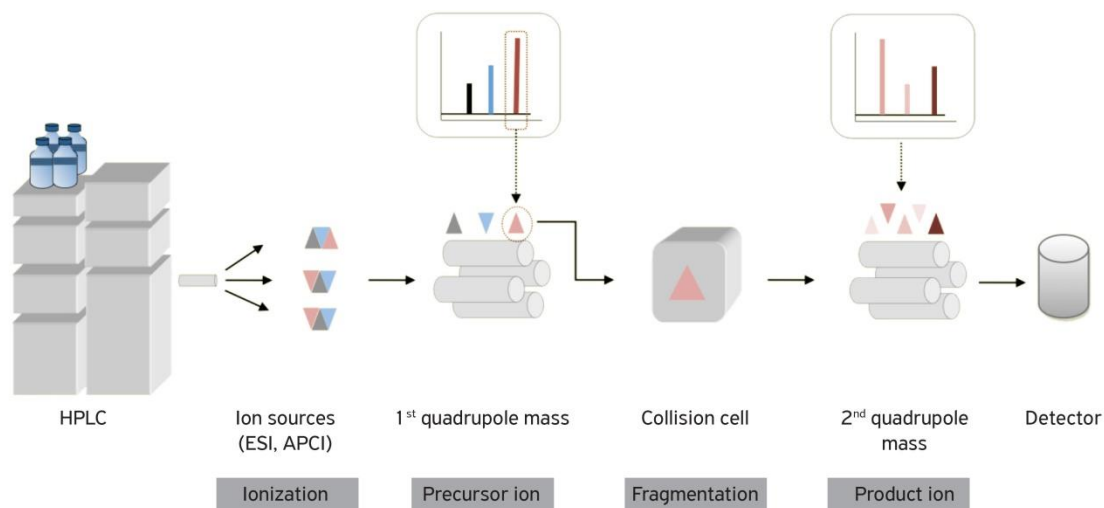 HPLC
Ion sources
(ESI, APCI)
1st quadrupole mass
Collision cell
2nd quadrupole
mass
Detector
Ionization
Precursor ion
Fragmentation
Product ion